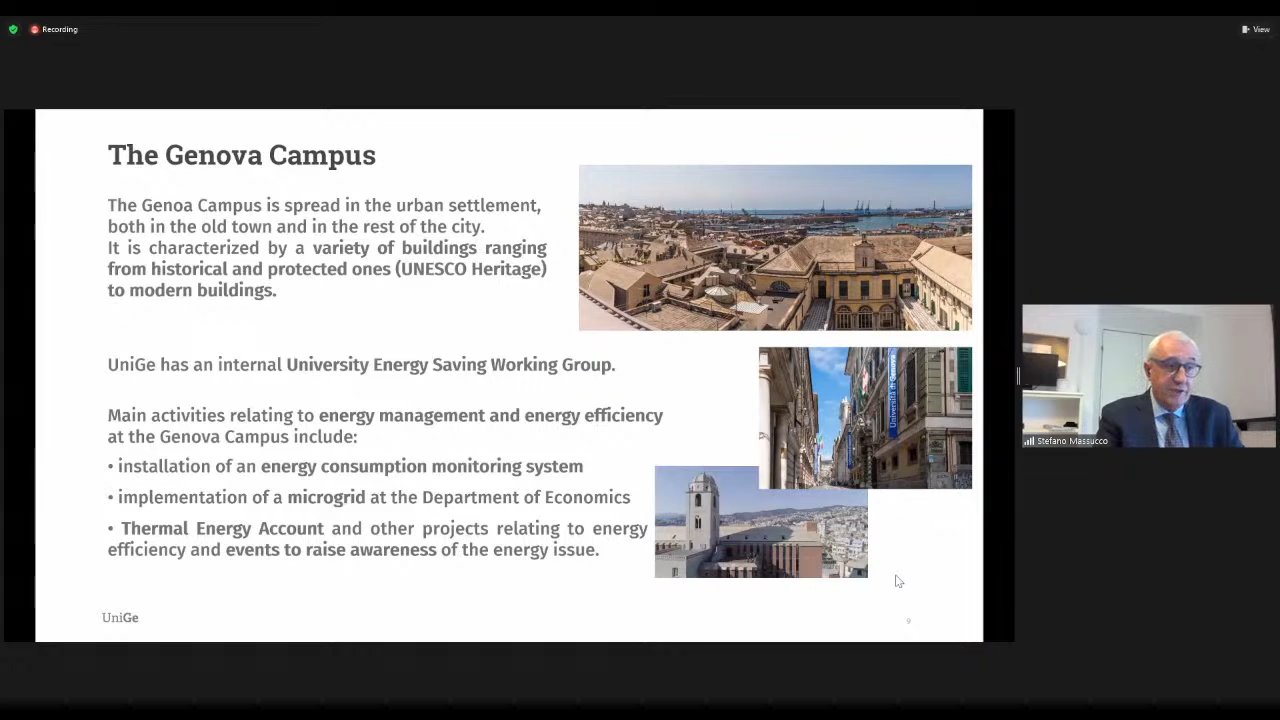 Recording
View
The Genova Campus
The Genoa Campus is spread in the urban settlement,
both in the old town and in the rest of the city.
It is characterized by a variety of buildings ranging
from historical and protected ones (UNESCO Heritage)
to modern buildings.
UniGe has an internal University Energy Saving Working Group.
Main activities relating to energy management and energy efficiency
at the Genova Campus include:
• installation of an energy consumption monitoring system
• implementation of a microgrid at the Department of Economics
• Thermal Energy Account and other projects relating to energy
efficiency and events to raise awareness of the energy issue.
Università di Genova
Stefano Massucco
UniGe
9